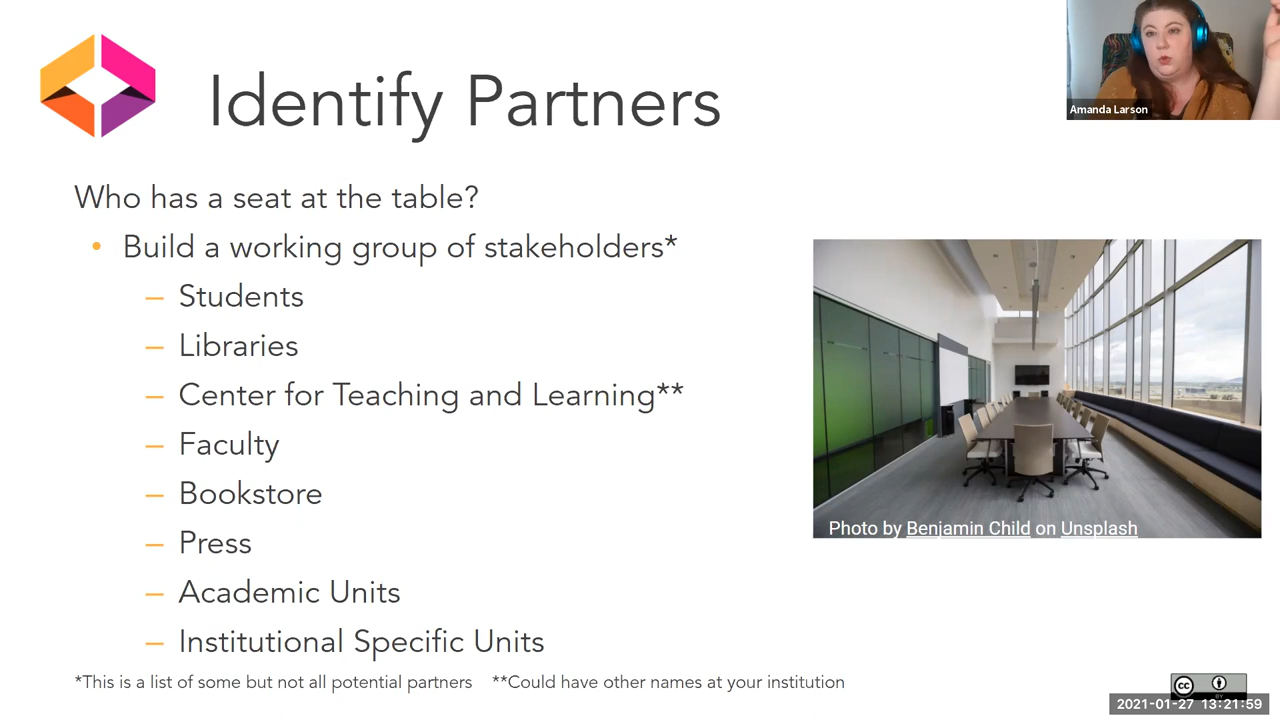 Identify Partners
Amanda Larson
Who has a seat at the table?
• Build a working group of stakeholders*
– Students
– Libraries
– Center for Teaching and Learning**
– Faculty
– Bookstore
– Press
– Academic Units
– Institutional Specific Units
Photo by Benjamin Child on Unsplash
*This is a list of some but not all potential partners **Could have other names at your institution
cc
BY
2021-01-27 13:21:59